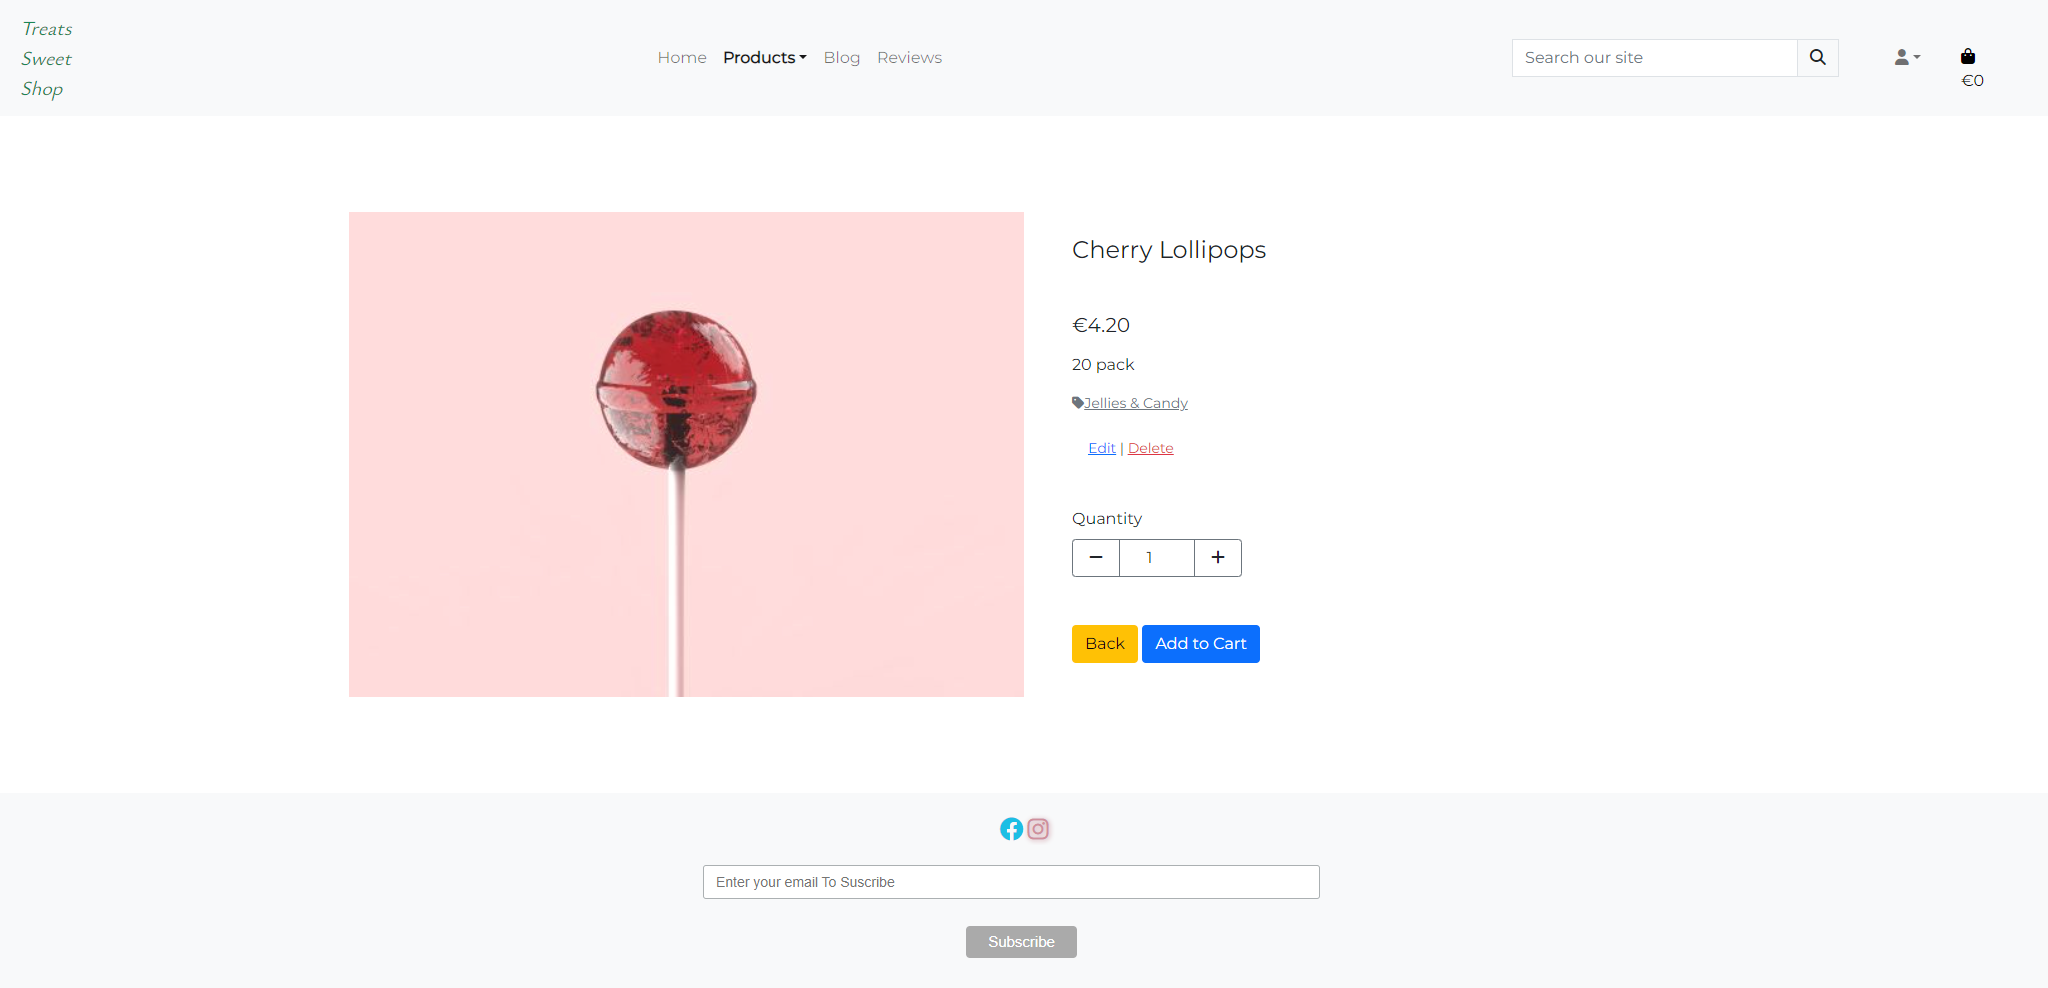 Treats
Sweet
Shop
Home Products Blog Reviews
Search our site
€0
Cherry Lollipops
€4.20
20 pack
Jellies & Candy
Edit | Delete
Quantity
1
Back Add to Cart
Enter your email To Suscribe
Subscribe